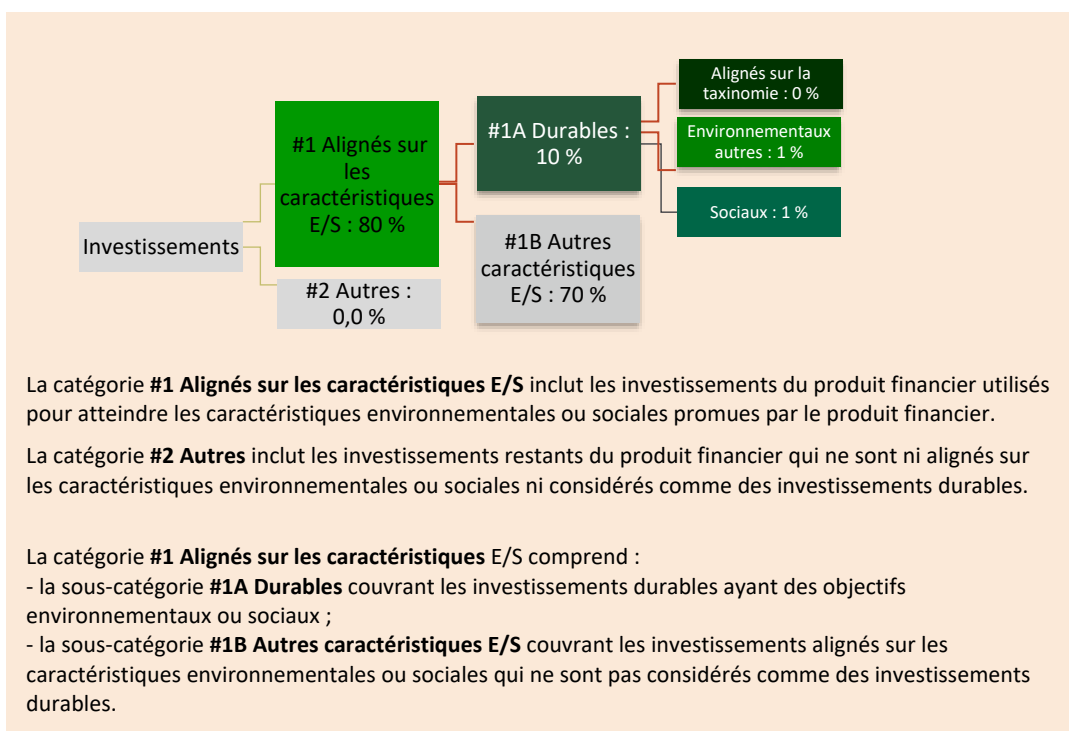 Alignés sur la
taxinomie : 0 %
#1 Alignés sur
les
caractéristiques
E/S : 80 %
#1A Durables :
10 %
Environnementaux
autres : 1 %
Sociaux : 1 %
Investissements
#1B Autres
caractéristiques
E/S : 70 %
#2 Autres :
0,0 %
La catégorie #1 Alignés sur les caractéristiques E/S inclut les investissements du produit financier utilisés
pour atteindre les caractéristiques environnementales ou sociales promues par le produit financier.
La catégorie #2 Autres inclut les investissements restants du produit financier qui ne sont ni alignés sur
les caractéristiques environnementales ou sociales ni considérés comme des investissements durables.
La catégorie #1 Alignés sur les caractéristiques E/S comprend :
- la sous-catégorie #1A Durables couvrant les investissements durables ayant des objectifs
environnementaux ou sociaux ;
- la sous-catégorie #1B Autres caractéristiques E/S couvrant les investissements alignés sur les
caractéristiques environnementales ou sociales qui ne sont pas considérés comme des investissements
durables.